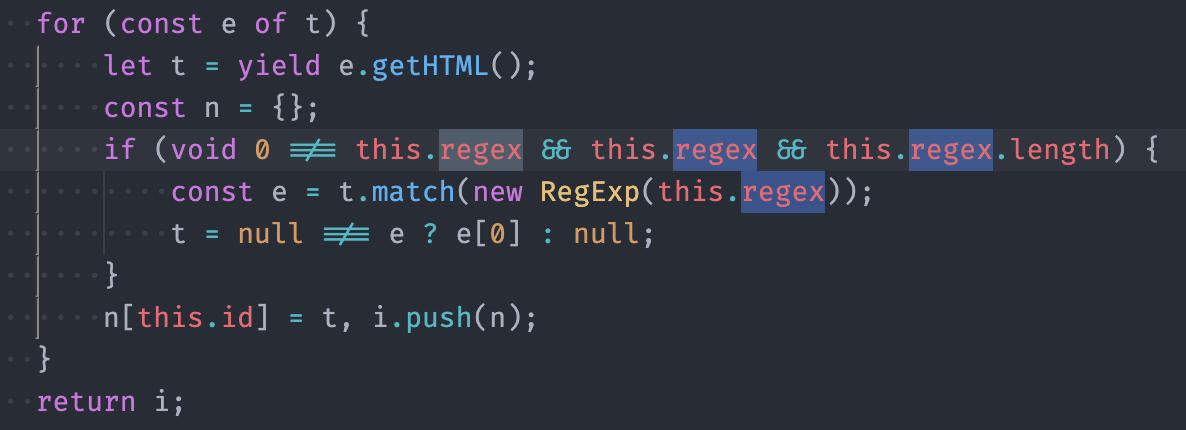 for (const e of t) {
let t = yield e.getHTML();
const n = {};
if (void 0 !== this.regex && this.regex && this.regex.length) {
const e = t.match(new RegExp(this.regex));
t = null !== e ? e[0] : null;
}
n[this.id] = t, i.push(n);
}
return i;